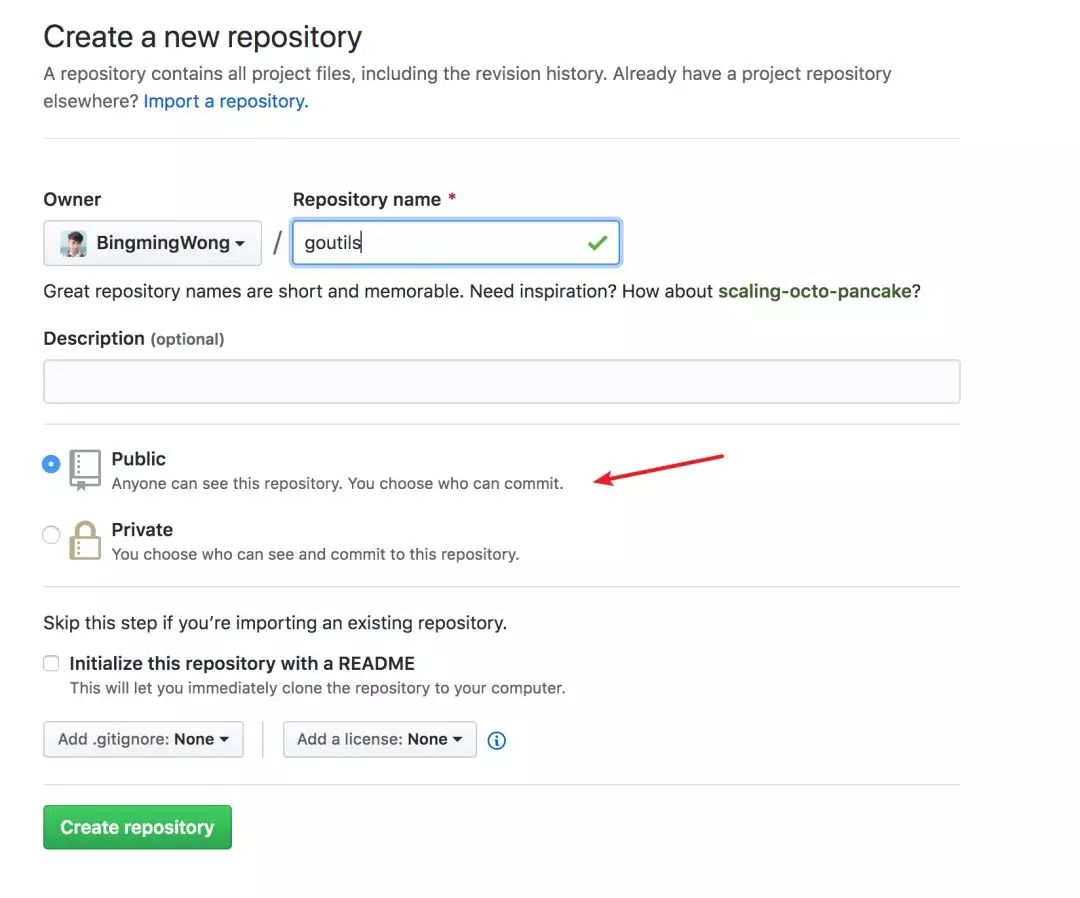 Create a new repository
A repository contains all project files, including the revision history. Already have a project repository
elsewhere? Import a repository.
Owner
Repository name *
BingmingWong
/
goutils
Great repository names are short and memorable. Need inspiration? How about scaling-octo-pancake?
Description (optional)
Public
Anyone can see this repository. You choose who can commit.
Private
You choose who can see and commit to this repository.
Skip this step if you’re importing an existing repository.
Initialize this repository with a README
This will let you immediately clone the repository to your computer.
Add .gitignore: None
Add a license: None
Create repository